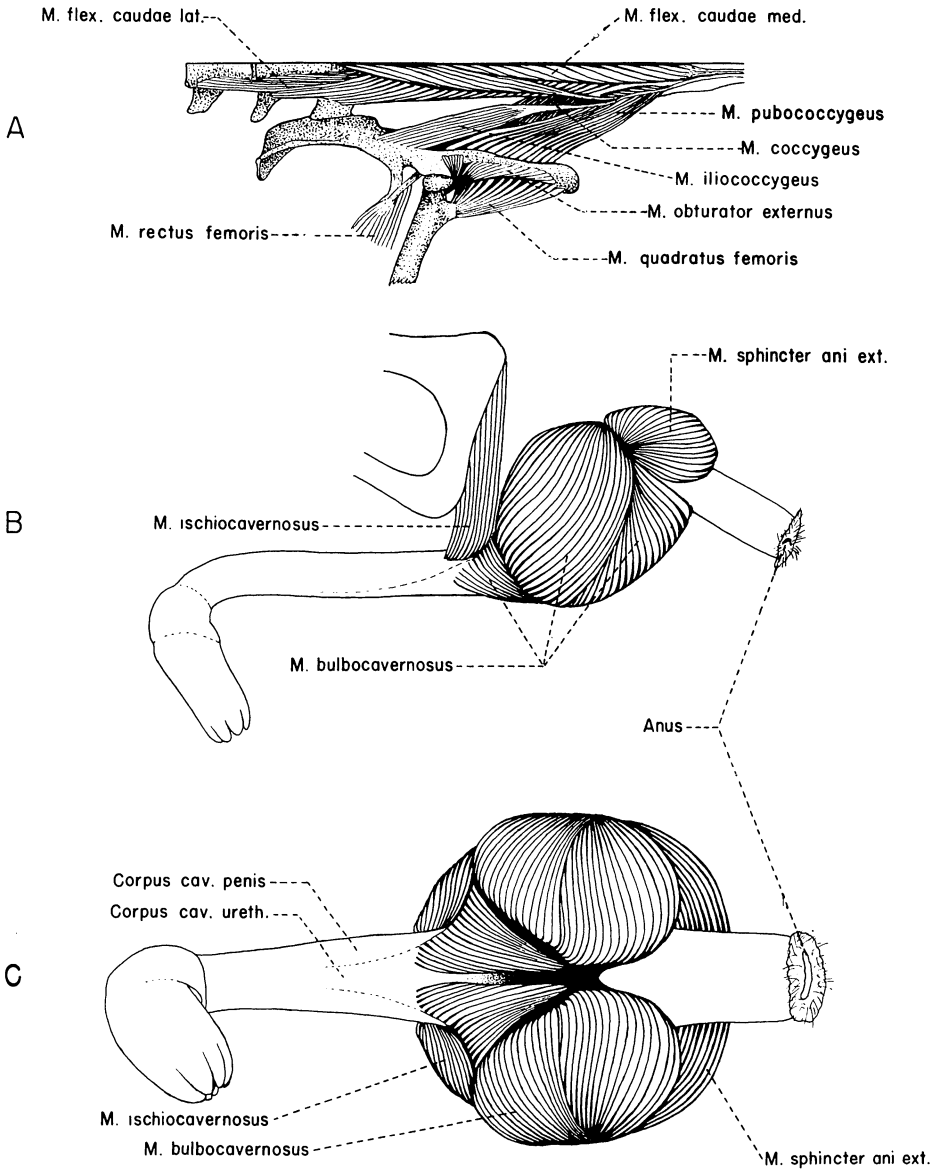 M. flex. caudae lat.
M. flex. caudae med.
A
M. pubococcygeus
M. coccygeus
M. iliococcygeus
M. obturator externus
M. rectus femoris
M. quadratus femoris
M. sphincter ani ext.
B
M. ischiocavernosus
M. bulbocavernosus
Anus
Corpus cav. penis
Corpus cav. ureth.
C
M. ischiocavernosus
M. bulbocavernosus
M. sphincter ani ext.